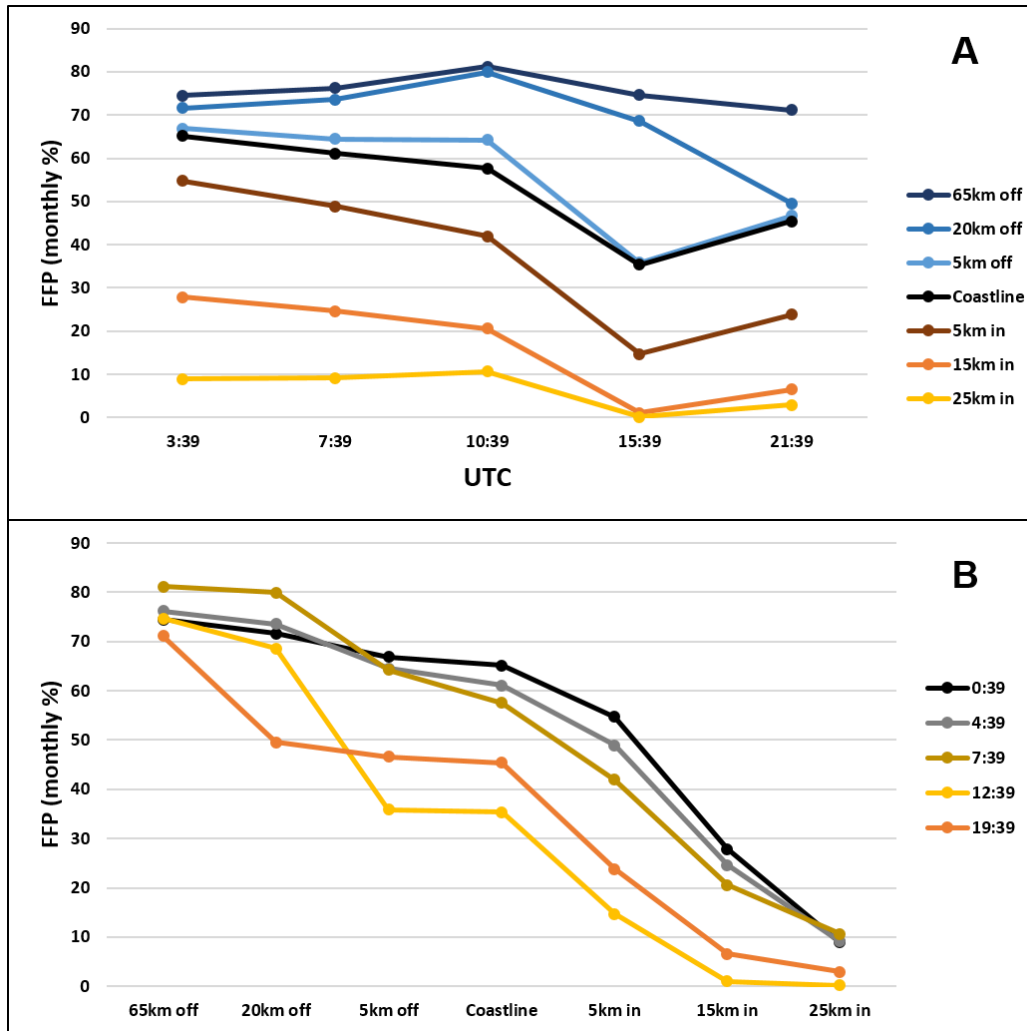 A
FFP (monthly %)
90
80
70
60
50
40
30
20
10
0
3:39 7:39 10:39 15:39 21:39
UTC
65km off
20km off
5km off
Coastline
5km in
15km in
25km in
B
FFP (monthly %)
90
80
70
60
50
40
30
20
10
0
65km off 20km off 5km off Coastline 5km in 15km in 25km in
0:39
4:39
7:39
12:39
19:39